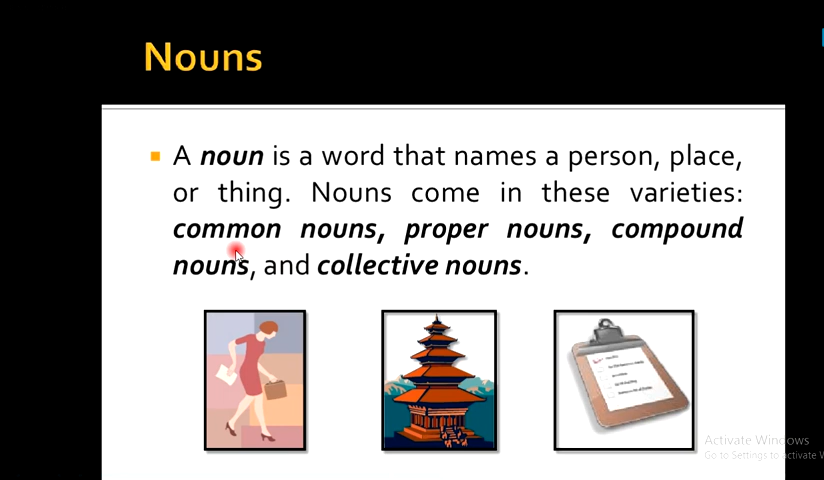 Nouns
A noun is a word that names a person, place,
or thing. Nouns come in these varieties:
common nouns, proper nouns, compound
nouns, and collective nouns.
Activate Windows
Go to Settings to activate W